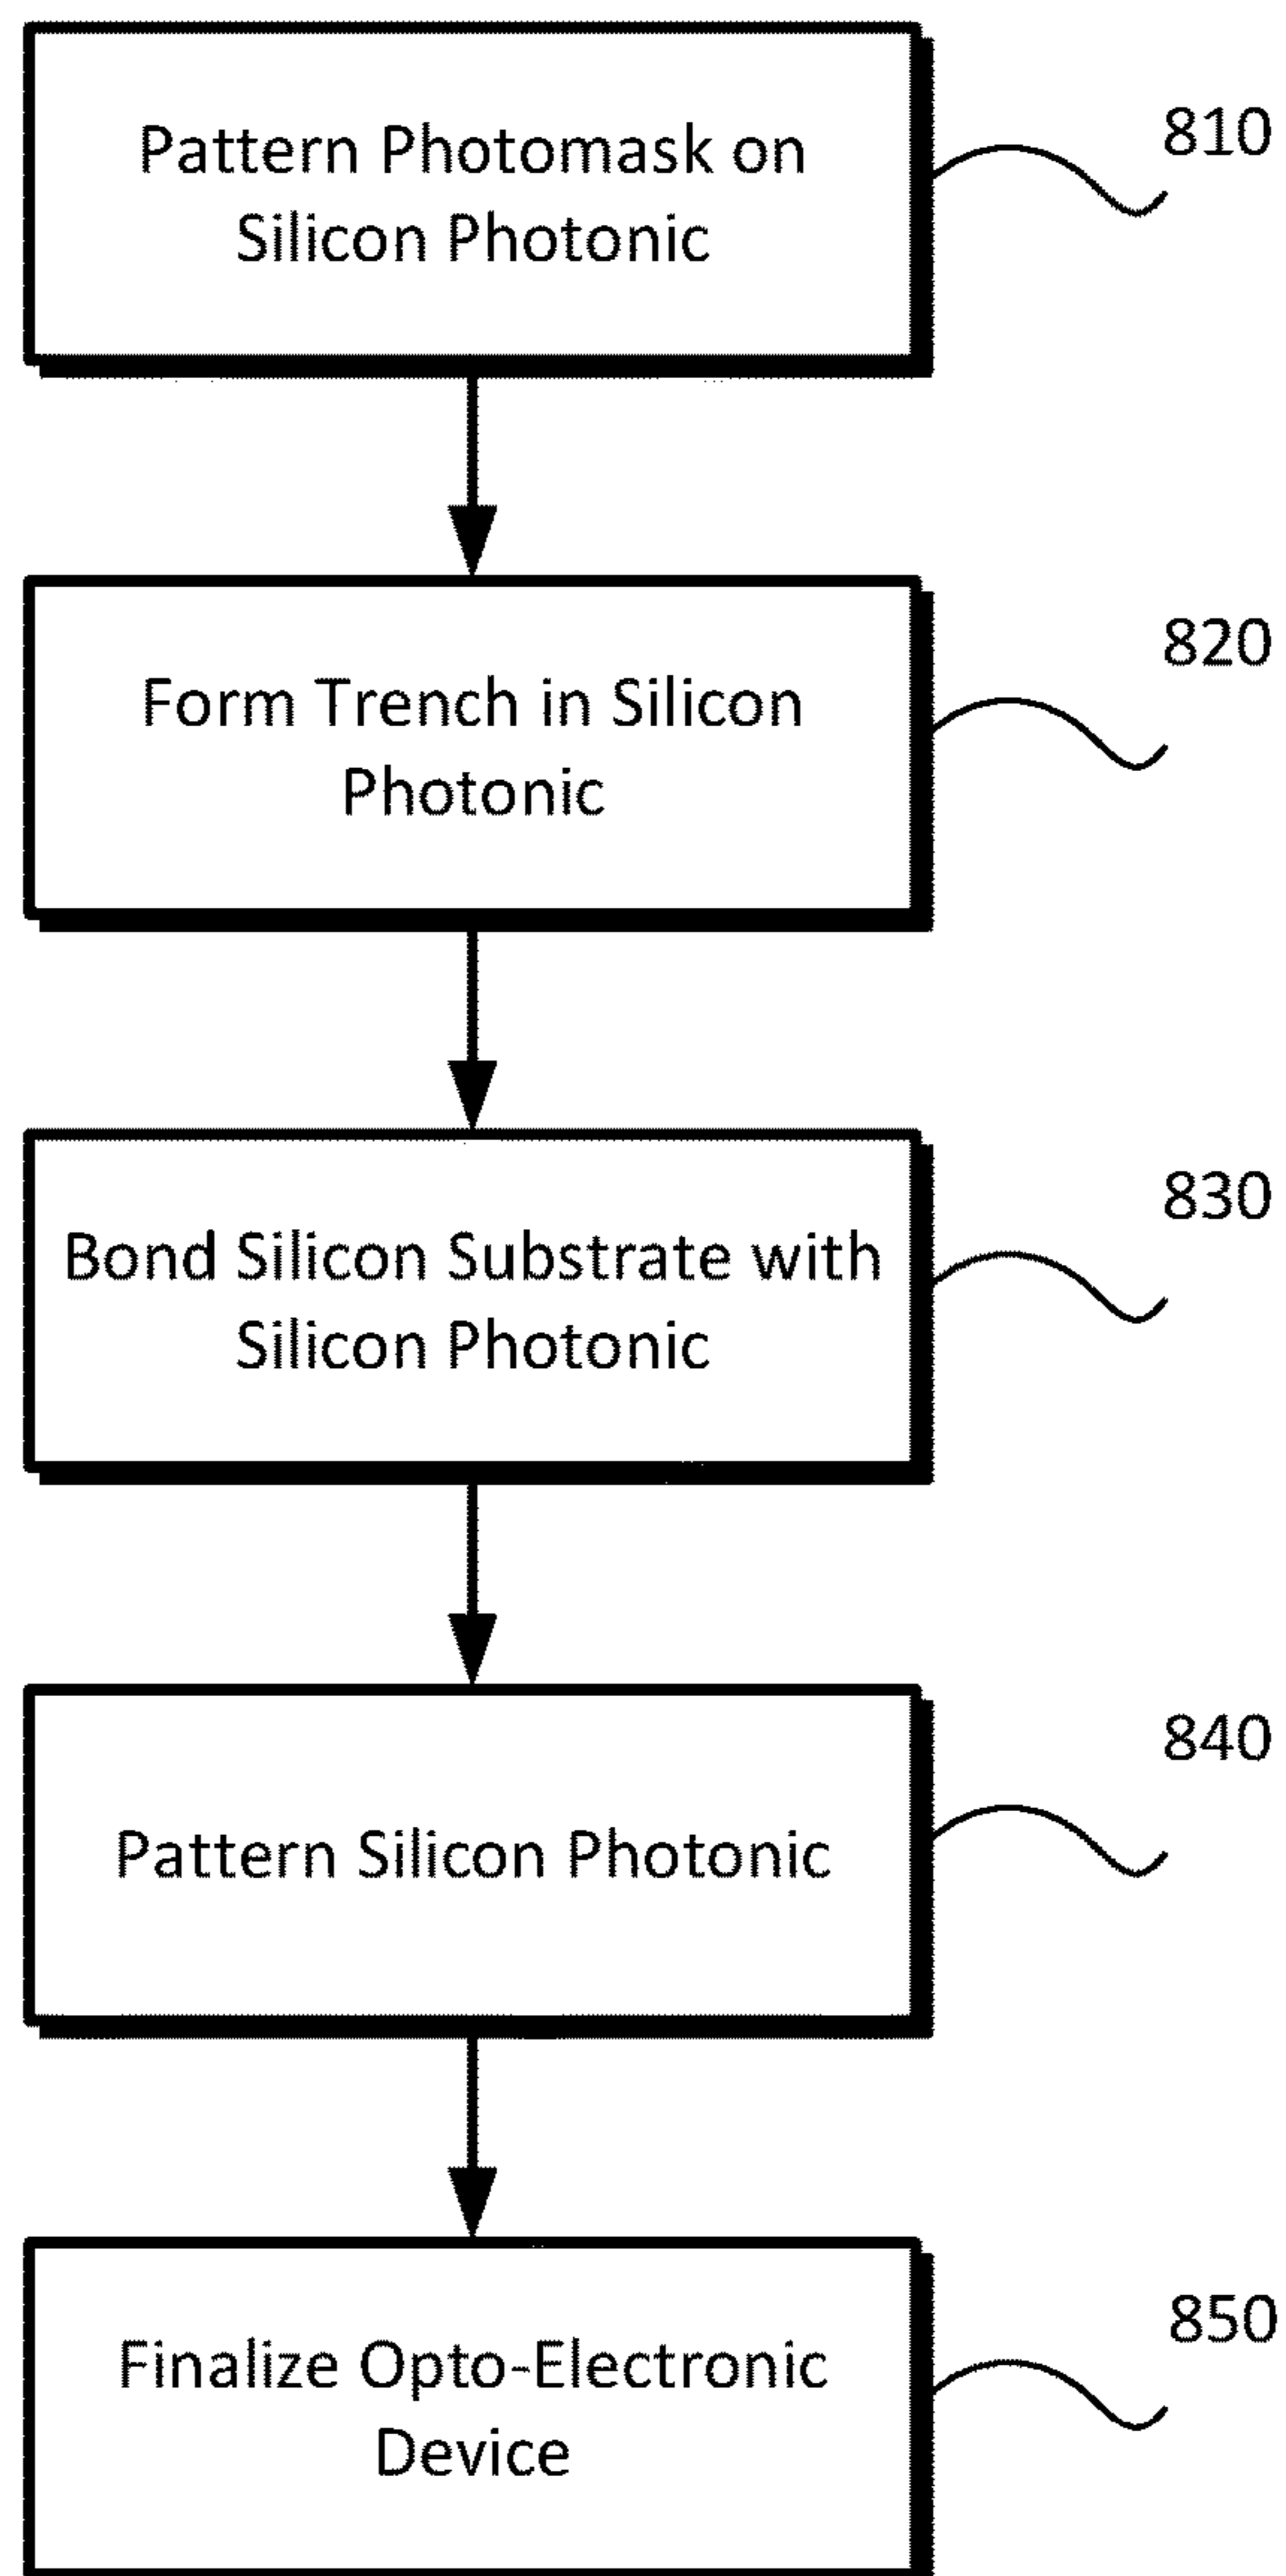 Pattern Photomask on
Silicon Photonic
810
Form Trench in Silicon
Photonic
820
Bond Silicon Substrate with
Silicon Photonic
830
Pattern Silicon Photonic
840
Finalize Opto-Electronic
Device
850